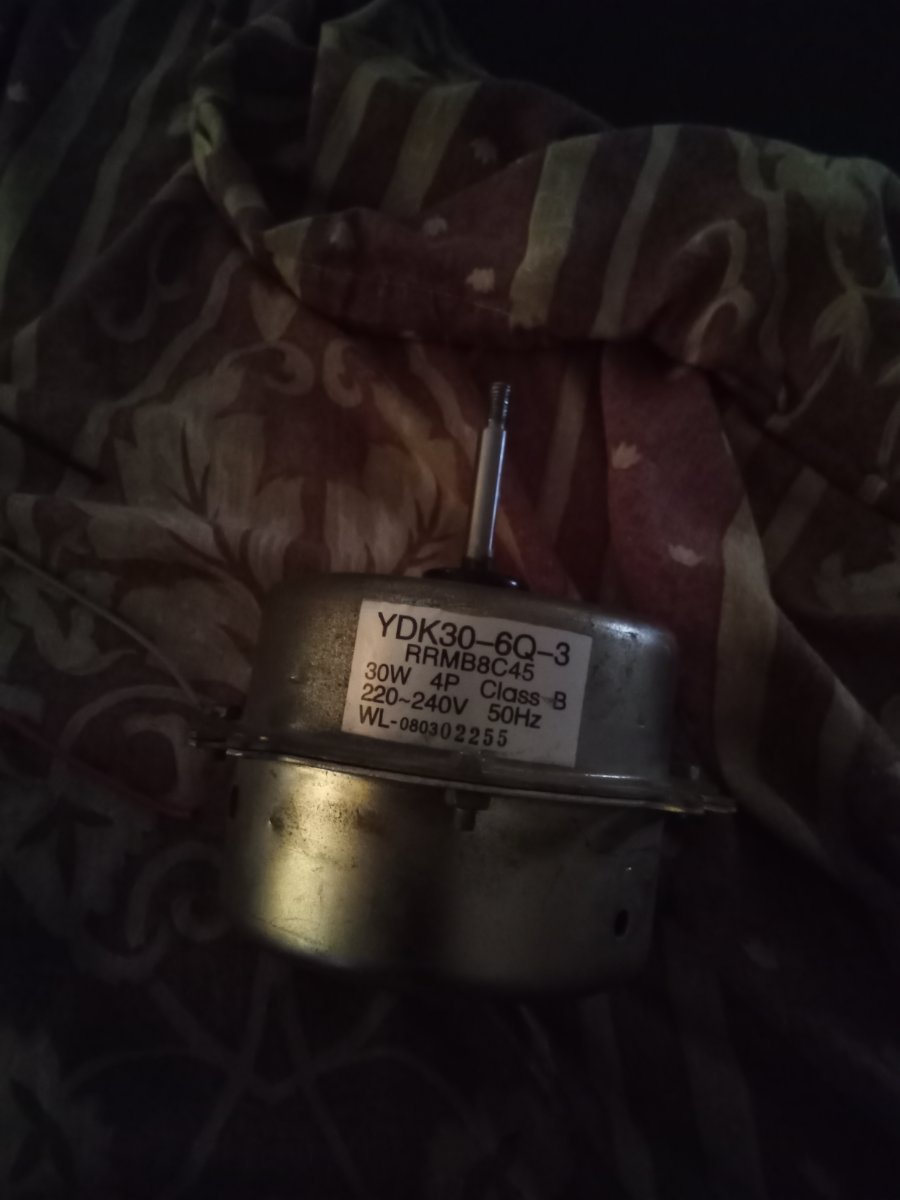 YDK30-6Q-3
RRMB8C45
30W 4P Class B
220~240V 50Hz
WL-080302255